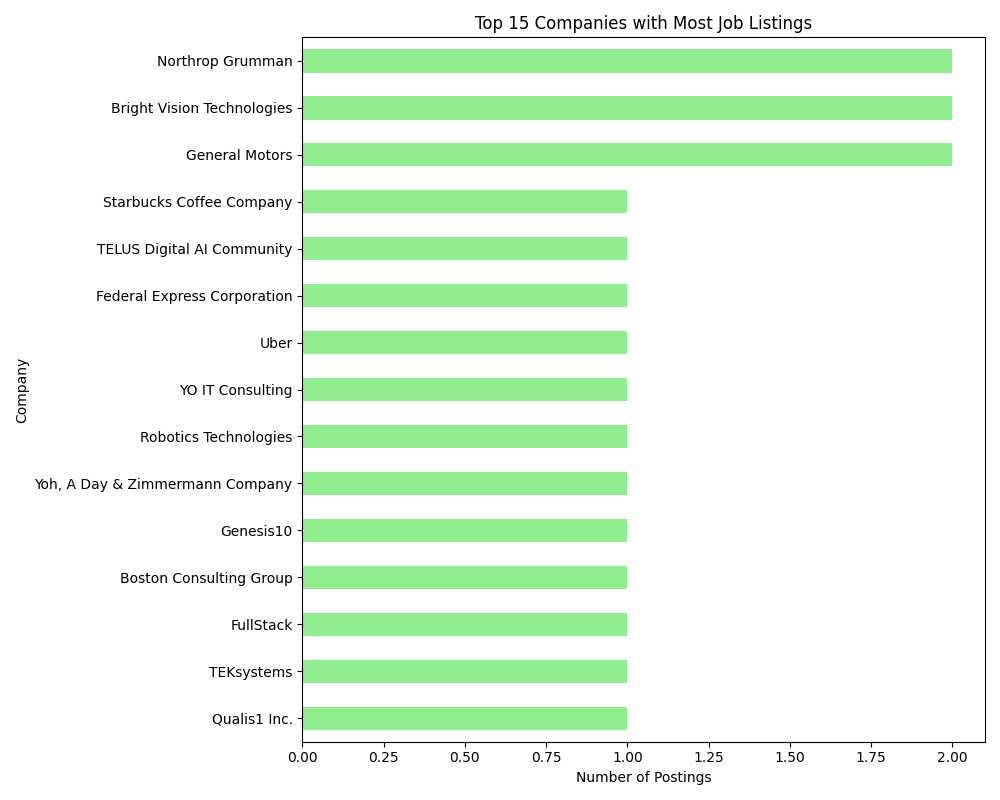 Top 15 Companies with Most Job Listings
Northrop Grumman
Bright Vision Technologies
General Motors
Starbucks Coffee Company
TELUS Digital AI Community
Federal Express Corporation
Uber
YO IT Consulting
Robotics Technologies
Yoh, A Day & Zimmermann Company
Genesis10
Boston Consulting Group
FullStack
TEKsystems
Qualis1 Inc.
Company
0.00 0.25 0.50 0.75 1.00 1.25 1.50 1.75 2.00
Number of Postings